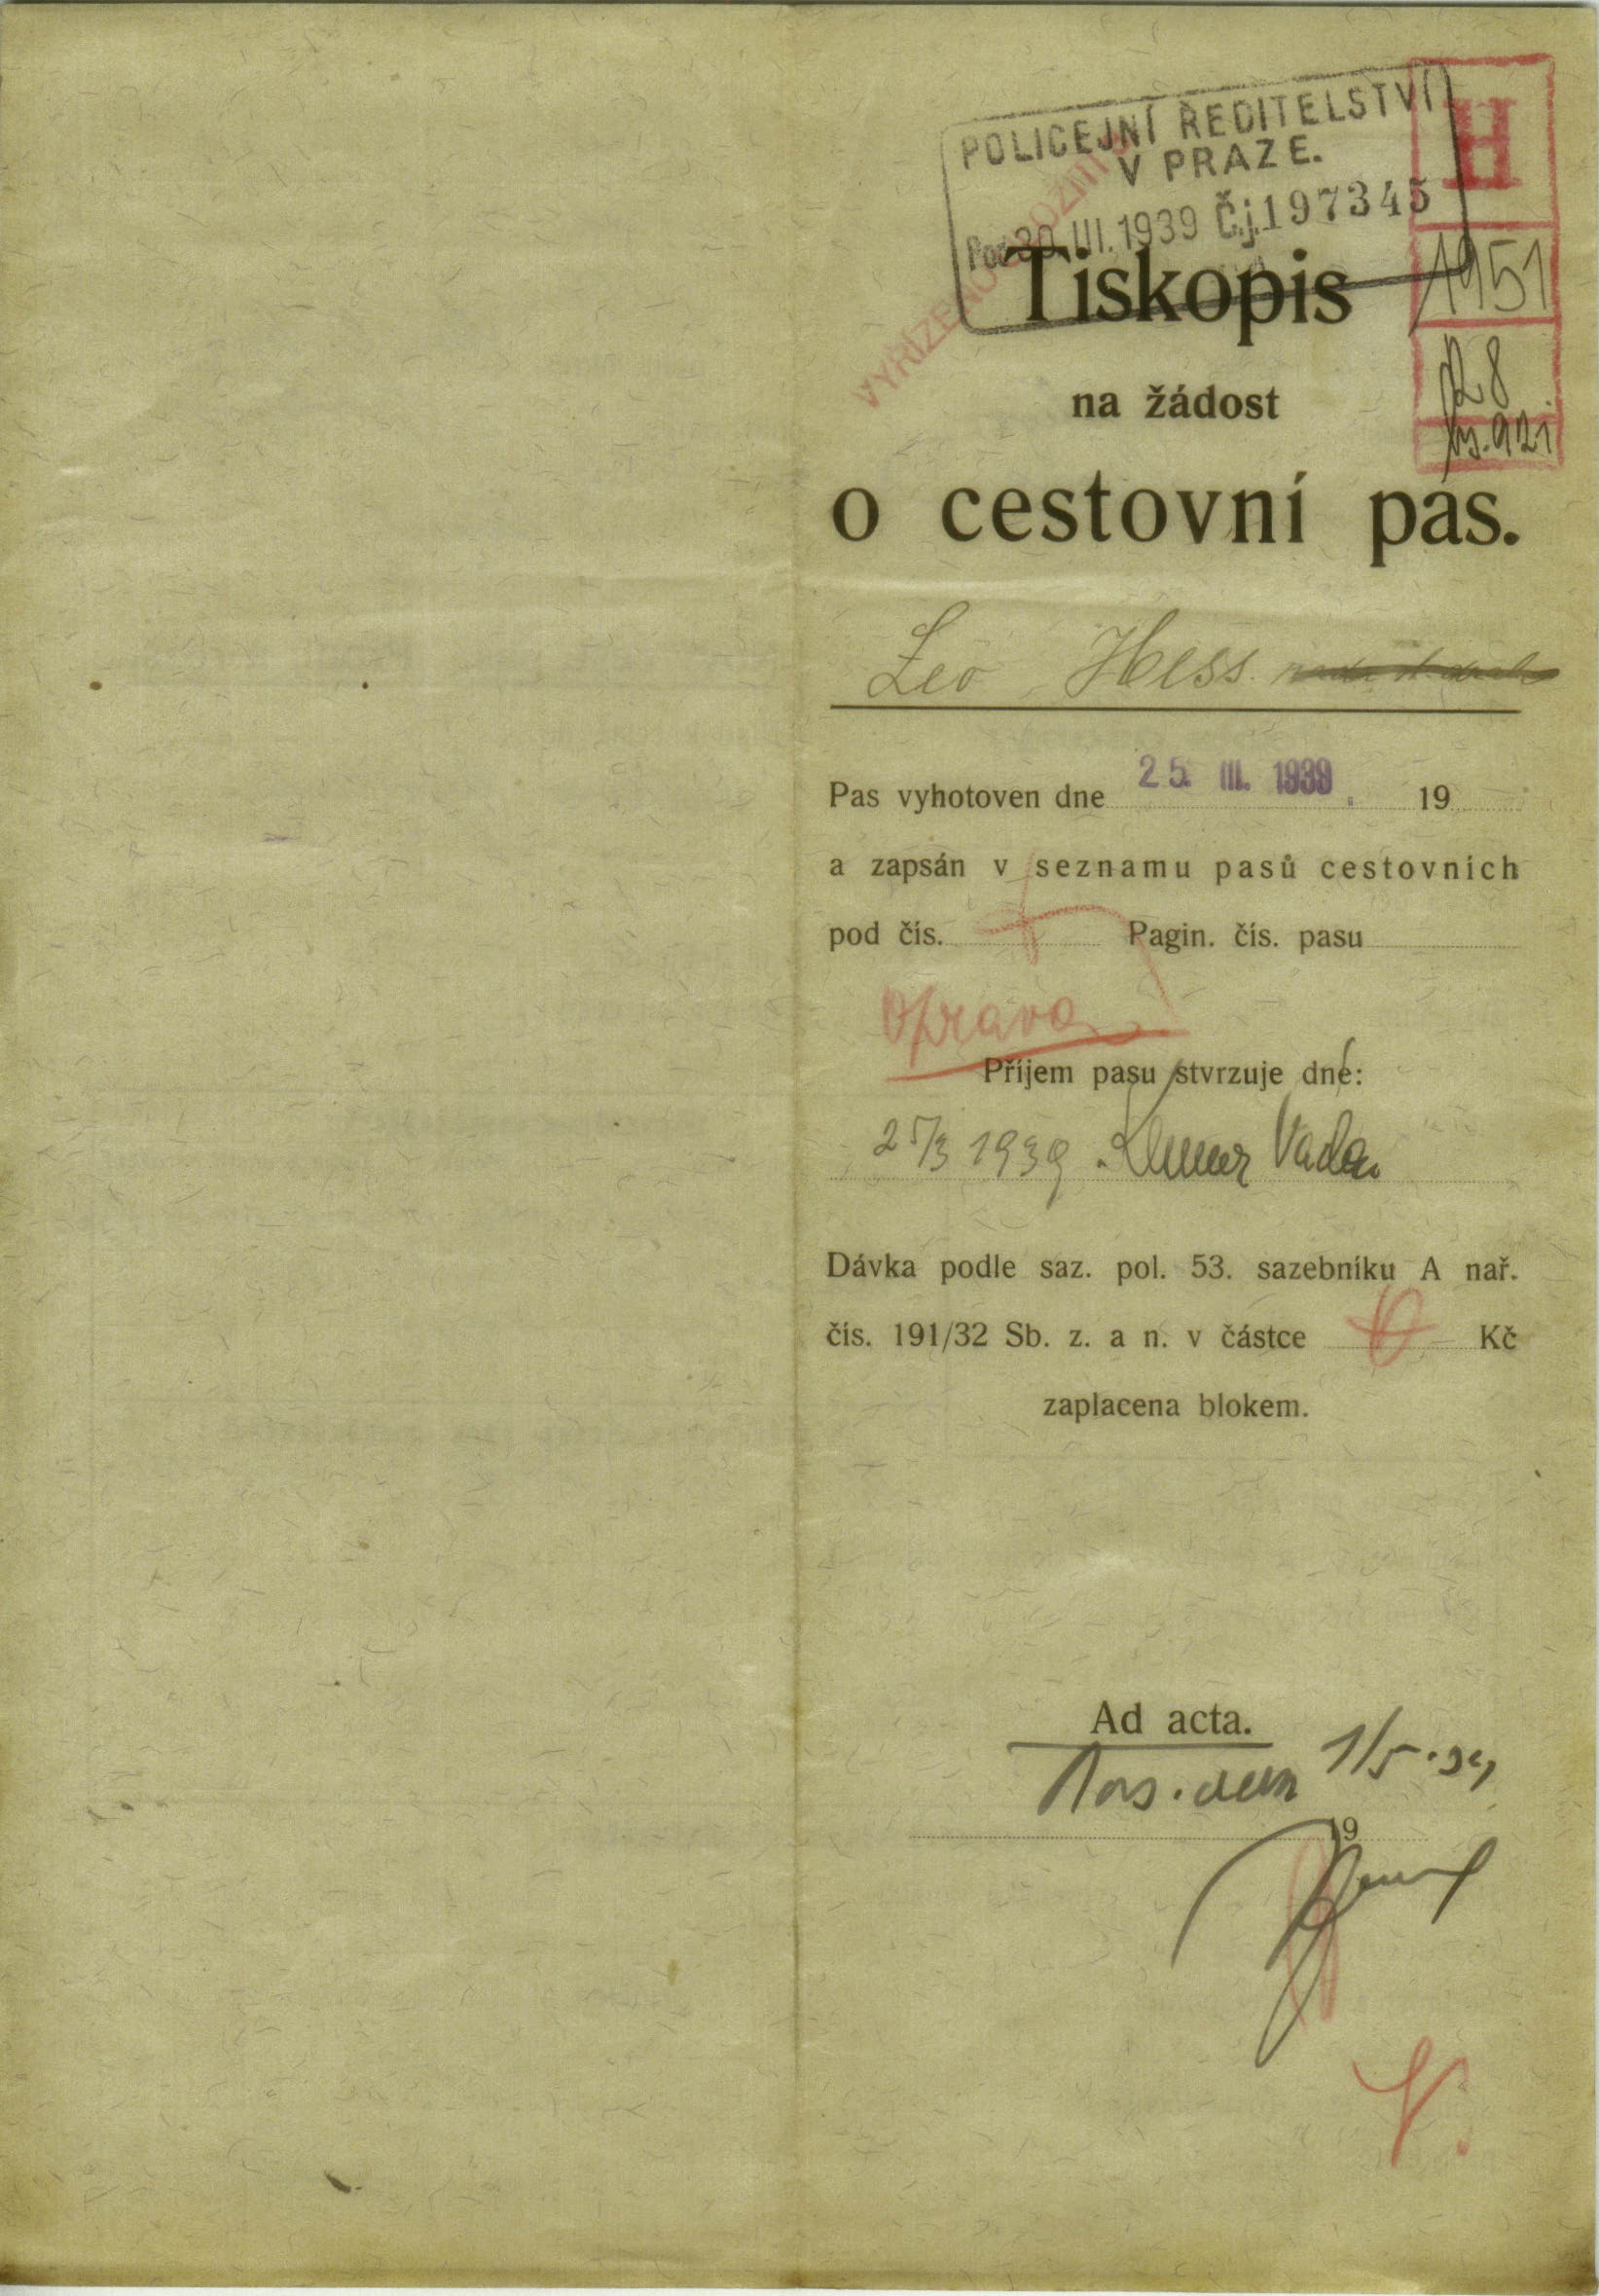 POLICEJNÍ ŘEDITELSTVÍ
V PRAZE.
30. III. 1939 Č.j. 197345
H
1951
28
Tiskopis
na žádost
o cestovní pas.
Leo Hess
Pas vyhotoven dne 25. III. 1939. 19
a zapsán v seznamu pasů cestovních
pod čís. Pagin. čís. pasu
Oprava
Příjem pasu stvrzuje dne:
25/3 1939
Dávka podle saz. pol. 53. sazebníku A nař.
čís. 191/32 Sb. z. a n. v částce Kč
zaplacena blokem.
Ad acta.
1/5
19